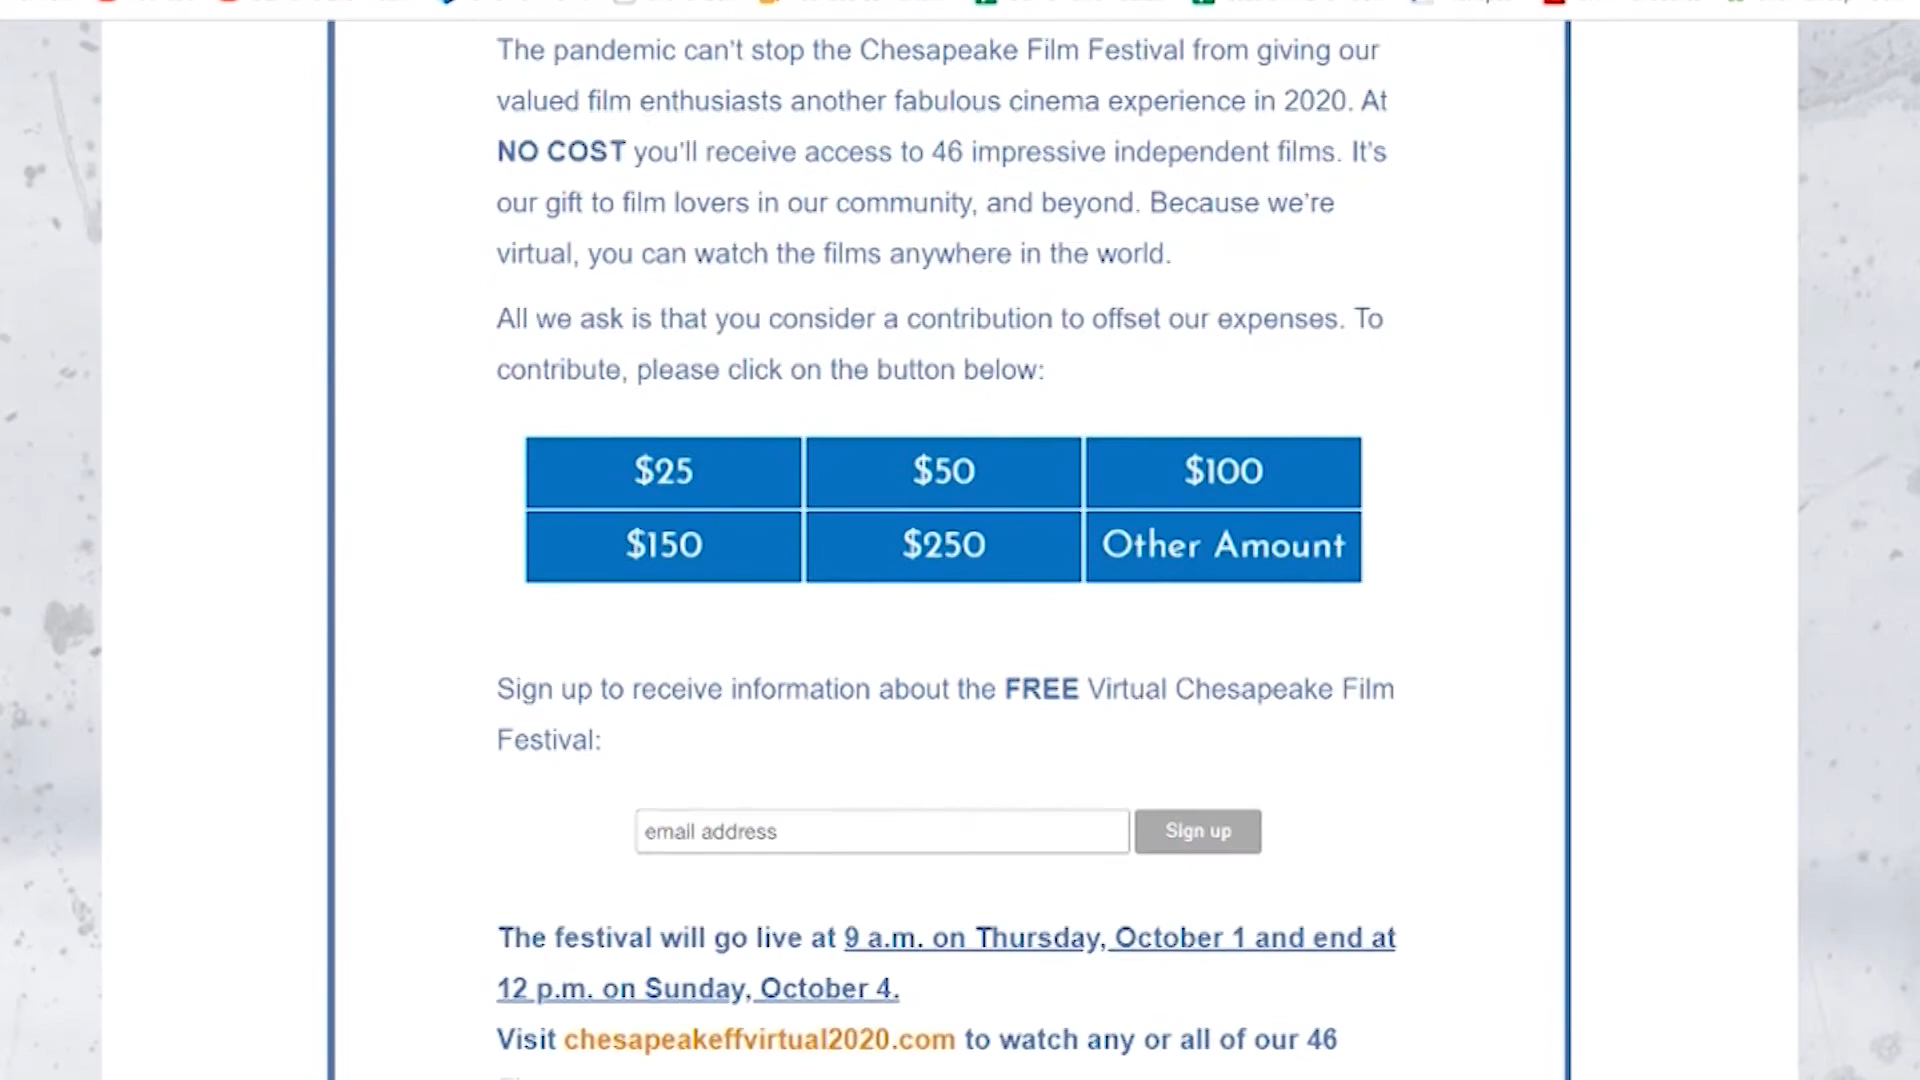 The pandemic can't stop the Chesapeake Film Festival from giving our
valued film enthusiasts another fabulous cinema experience in 2020. At
NO COST you'll receive access to 46 impressive independent films. It's
our gift to film lovers in our community, and beyond. Because we're
virtual, you can watch the films anywhere in the world.
All we ask is that you consider a contribution to offset our expenses. To
contribute, please click on the button below:
$25 $50 $100
$150 $250 Other Amount
Sign up to receive information about the FREE Virtual Chesapeake Film
Festival:
email address Sign up
The festival will go live at 9 a.m. on Thursday, October 1 and end at
12 p.m. on Sunday, October 4.
Visit chesapeakeffvirtual2020.com to watch any or all of our 46